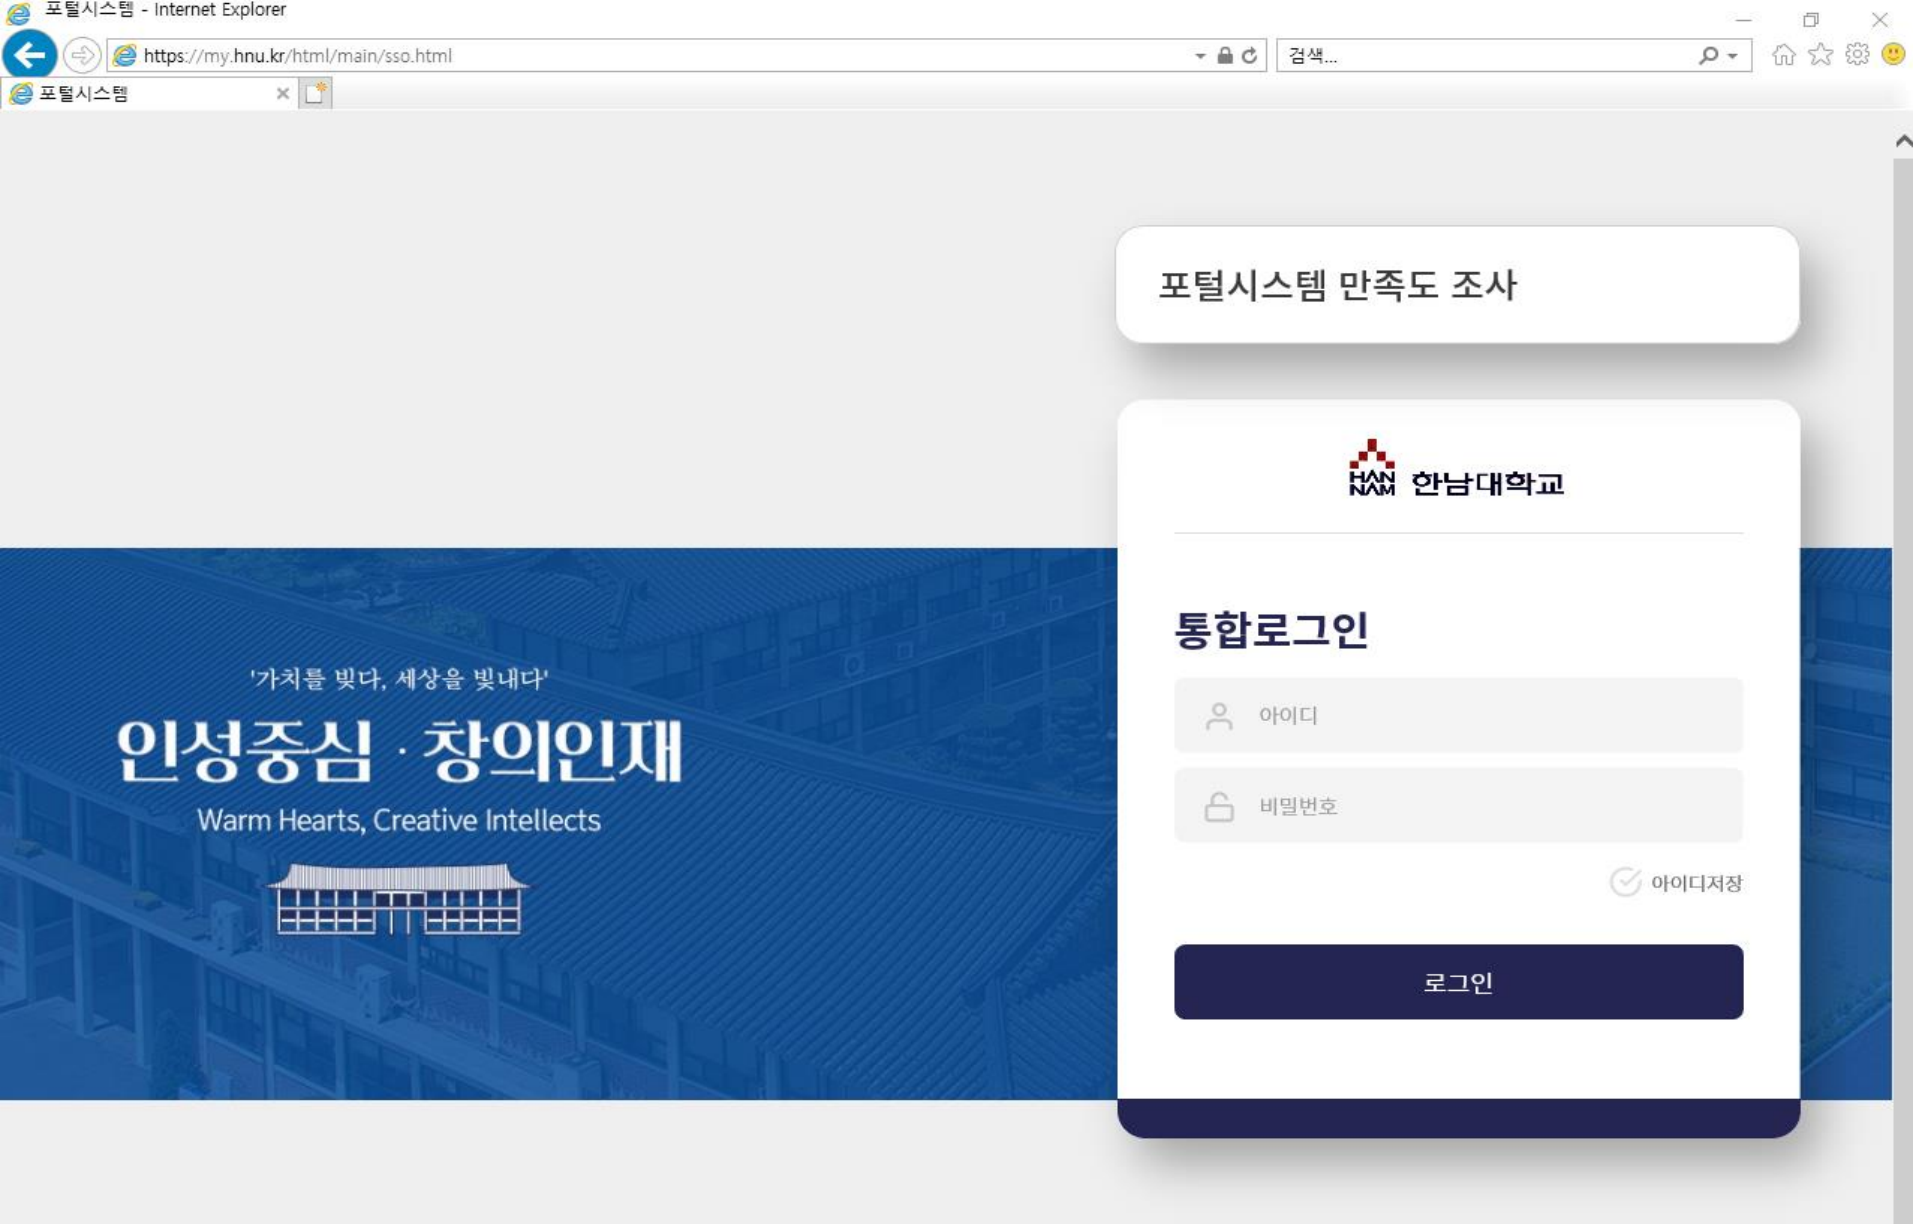 포털시스템 - Internet Explorer
https://my.hnu.kr/html/main/sso.html
검색...
포털시스템
포털시스템 만족도 조사
HAN
NAM 한남대학교
통합로그인
아이디
비밀번호
아이디저장
로그인
'가치를 빚다, 세상을 빛내다'
인성중심 · 창의인재
Warm Hearts, Creative Intellects